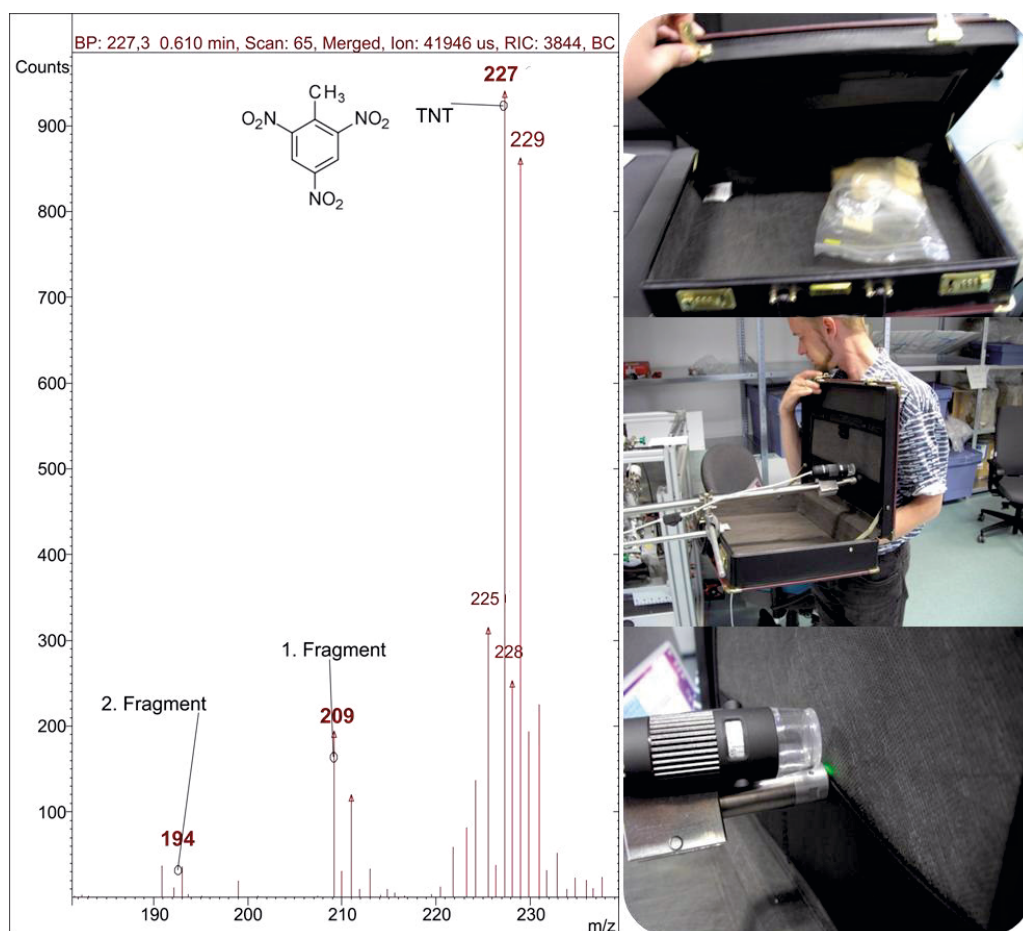 BP: 227,3 0.610 min, Scan: 65, Merged, Ion: 41946 us, RIC: 3844, BC
Counts
227
TNT
229
CH3
O2N
NO2
NO2
900
800
700
600
500
400
300
200
100
225
228
1. Fragment
209
2. Fragment
194
190
200
210
220
230
m/z